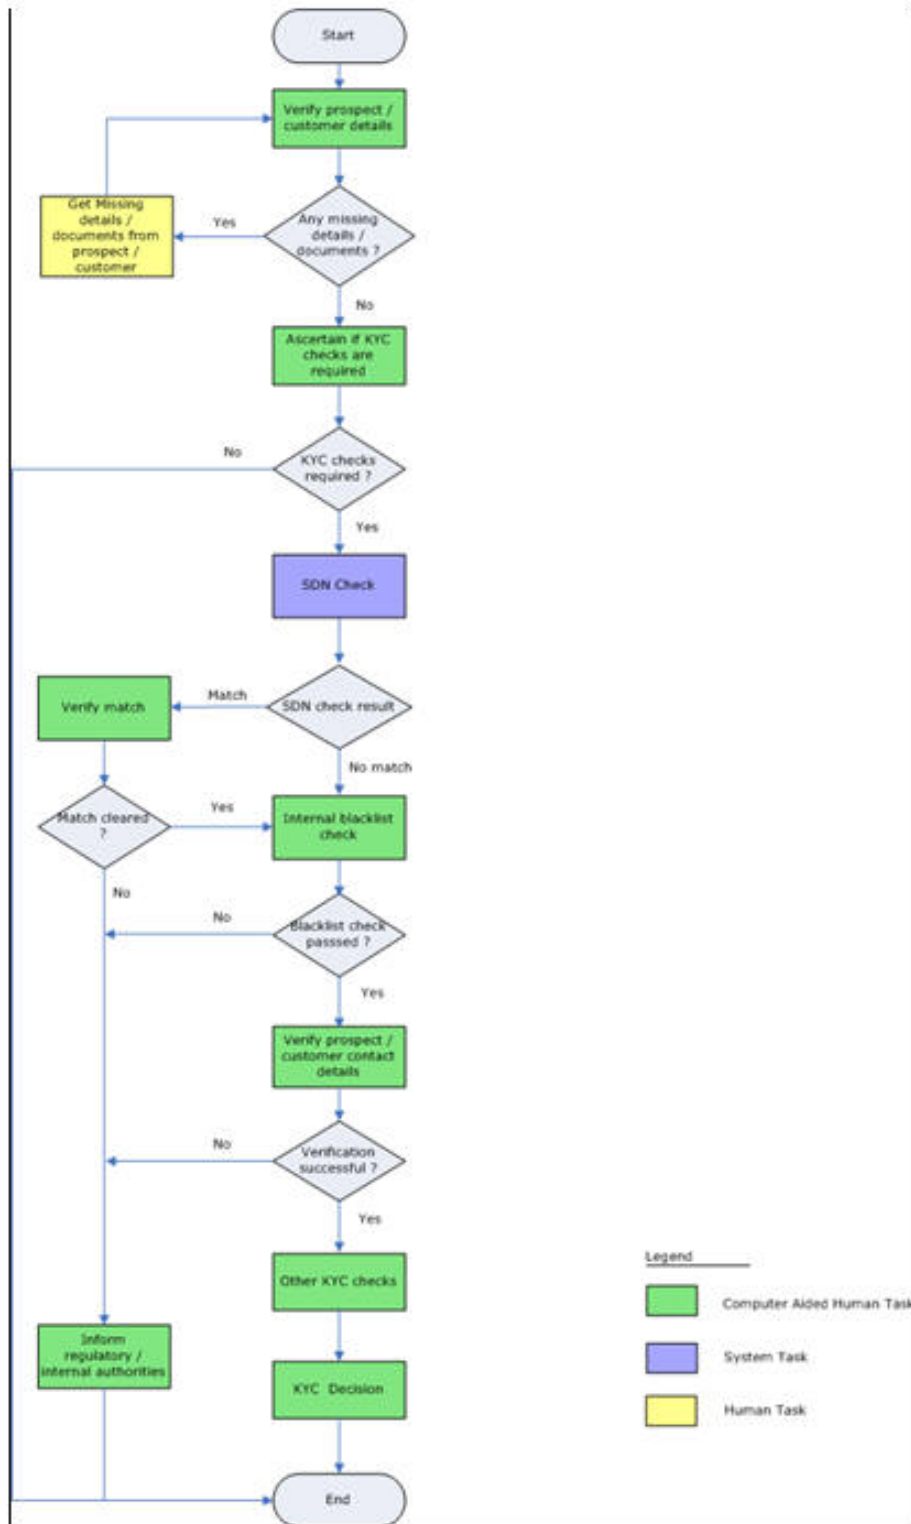 Start
Verify prospect /
customer details
Get Missing
details /
documents from
prospect /
customer
Yes
Any missing
details /
documents ?
No
Ascertain if KYC
checks are
required
No
KYC checks
required ?
Yes
SDN Check
Verify match
Match
SDN check result
No match
Match cleared
?
Yes
Internal blacklist
check
No
No
Blacklist check
passsed ?
Yes
Verify prospect /
customer contact
details
No
Verification
successful ?
Yes
Other KYC checks
Inform
regulatory /
internal authorities
KYC Decision
End
Legend
Computer Aided Human Task
System Task
Human Task